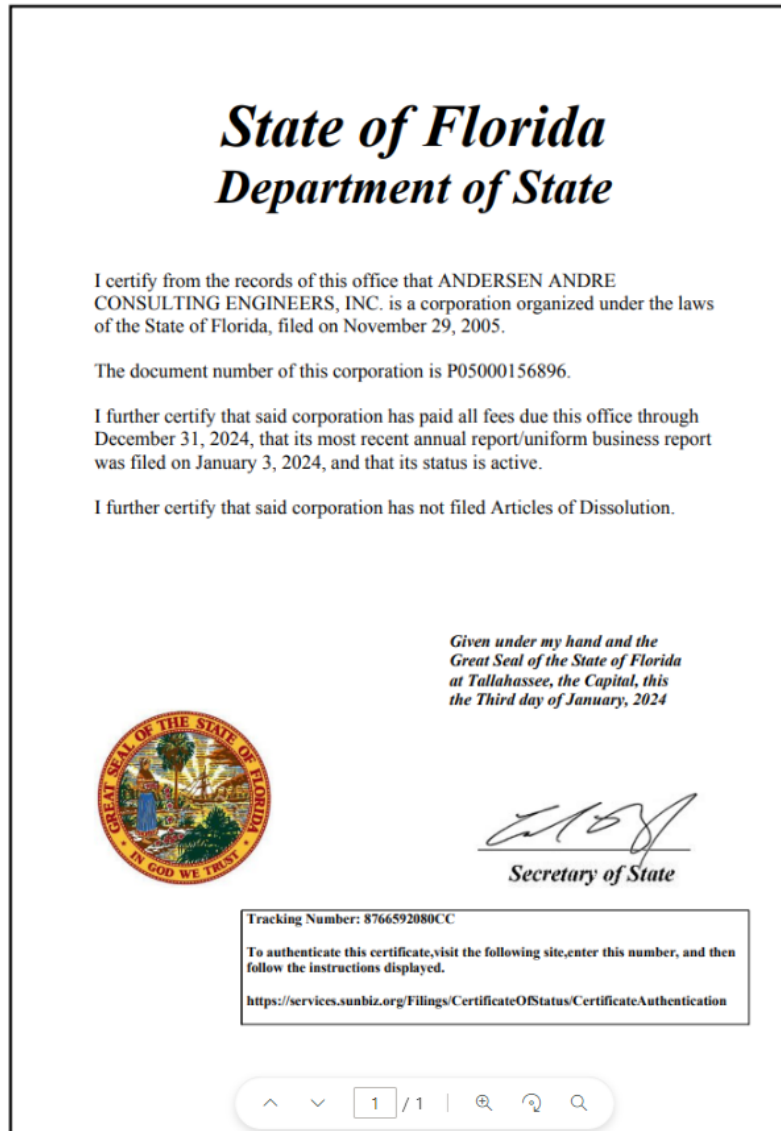 State of Florida
Department of State
I certify from the records of this office that ANDERSEN ANDRE
CONSULTING ENGINEERS, INC. is a corporation organized under the laws
of the State of Florida, filed on November 29, 2005.
The document number of this corporation is P05000156896.
I further certify that said corporation has paid all fees due this office through
December 31, 2024, that its most recent annual report/uniform business report
was filed on January 3, 2024, and that its status is active.
I further certify that said corporation has not filed Articles of Dissolution.
Given under my hand and the
Great Seal of the State of Florida
at Tallahassee, the Capital, this
the Third day of January, 2024
GREAT SEAL OF THE STATE OF FLORIDA
IN GOD WE TRUST
Secretary of State
Tracking Number: 8766592080CC
To authenticate this certificate,visit the following site,enter this number, and then
follow the instructions displayed.
https://services.sunbiz.org/Filings/CertificateOfStatus/CertificateAuthentication
1 / 1